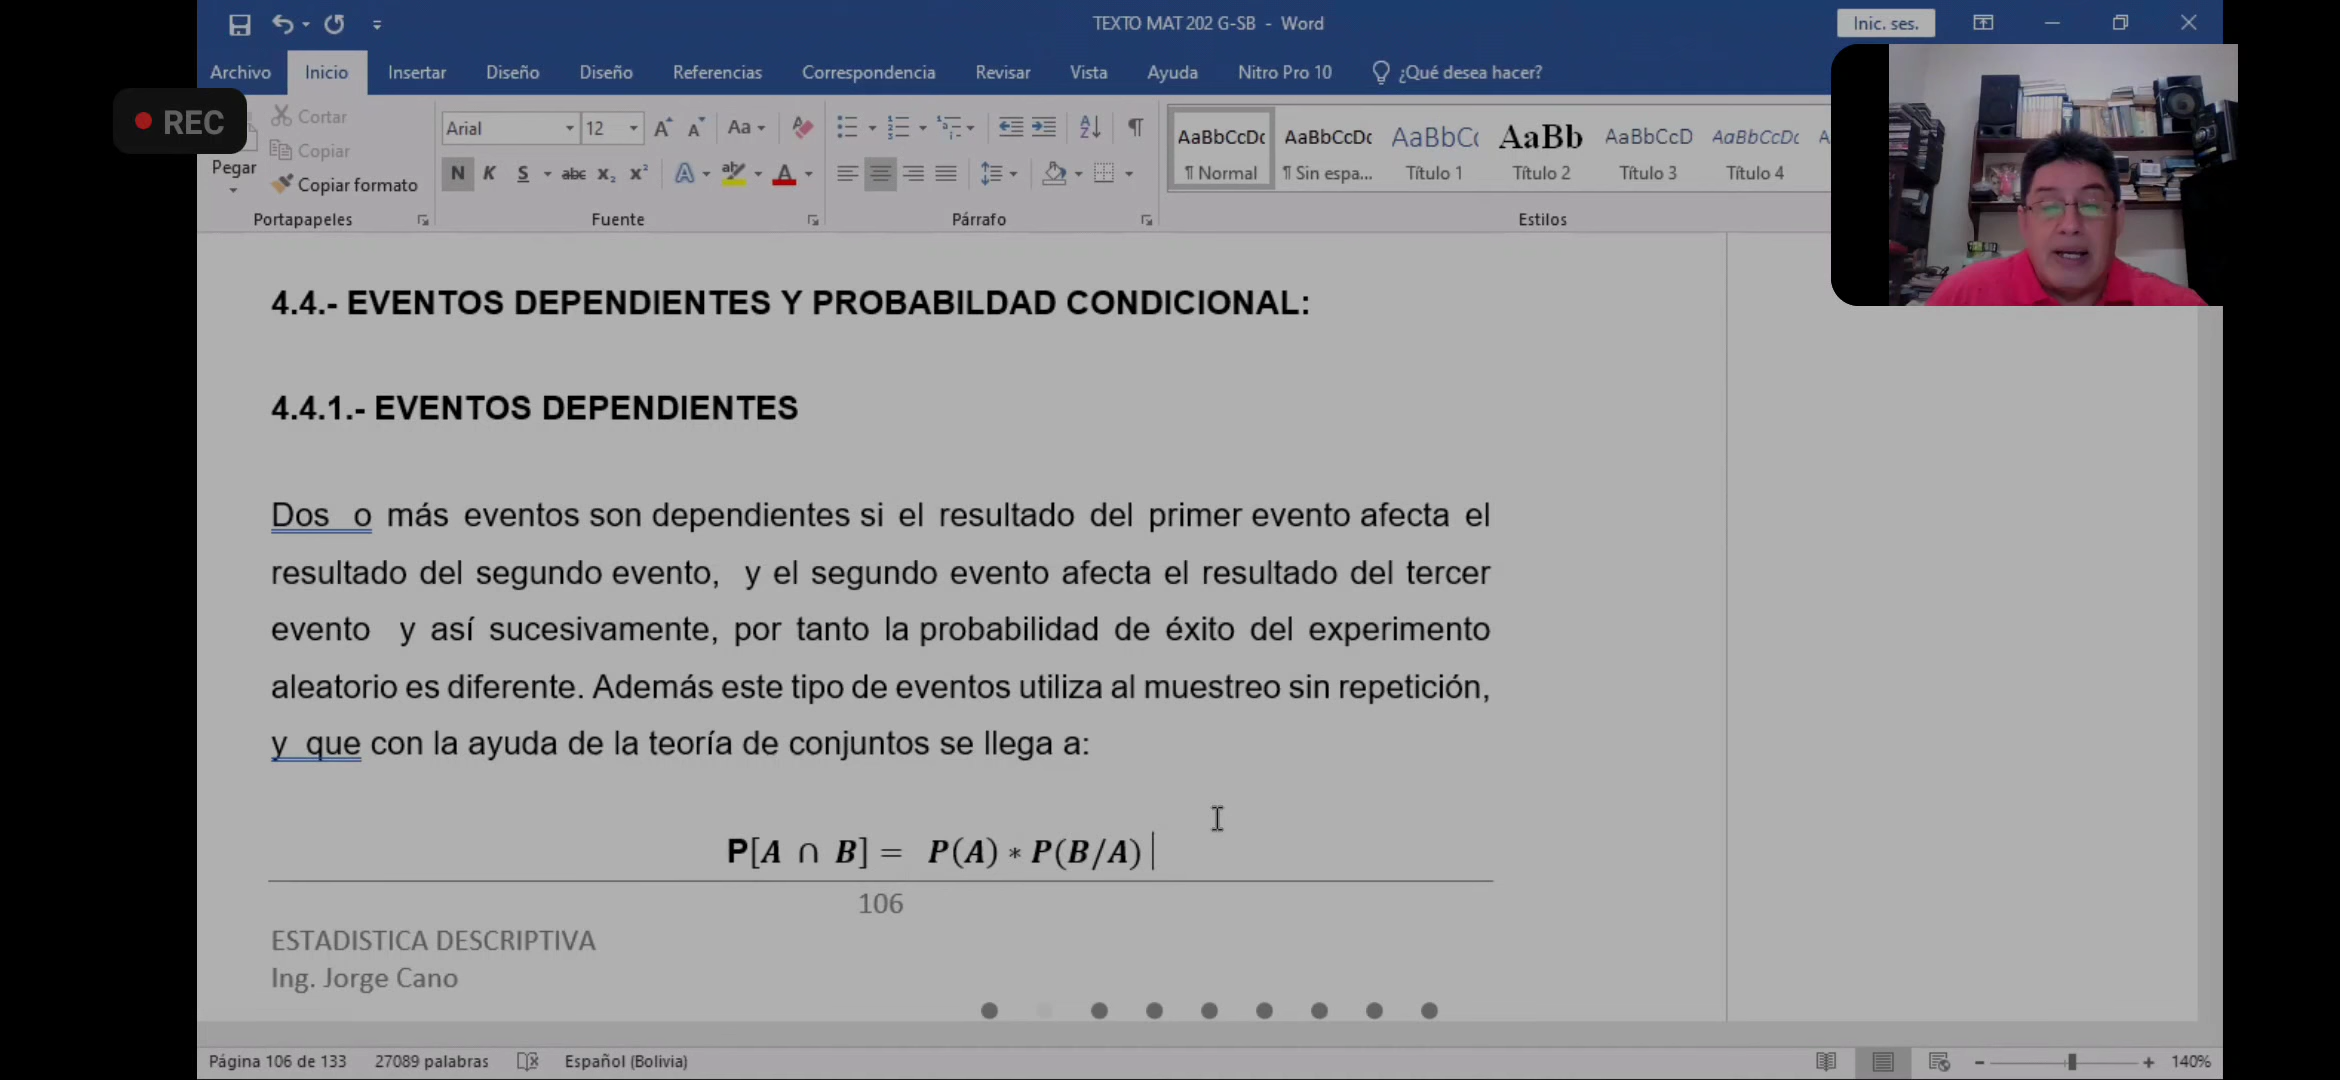 TEXTO MAT 202 G-SB - Word
Inic. ses.
Archivo Inicio Insertar Diseño Diseño Referencias Correspondencia Revisar Vista Ayuda Nitro Pro 10 ¿Qué desea hacer?
REC
Pegar
Cortar
Copiar
Copiar formato
Portapapeles
Arial 12
Aa
N K S abc x₂ x²
A
Fuente
Párrafo
AaBbCcDc AaBbCcDc AaBbC( AaBb AaBbCcD AaBbCcDc
¶ Normal ¶ Sin espa... Título 1 Título 2 Título 3 Título 4
Estilos
4.4.- EVENTOS DEPENDIENTES Y PROBABILDAD CONDICIONAL:
4.4.1.- EVENTOS DEPENDIENTES
Dos o más eventos son dependientes si el resultado del primer evento afecta el
resultado del segundo evento, y el segundo evento afecta el resultado del tercer
evento y así sucesivamente, por tanto la probabilidad de éxito del experimento
aleatorio es diferente. Además este tipo de eventos utiliza al muestreo sin repetición,
y que con la ayuda de la teoría de conjuntos se llega a:
P[A ∩ B] = P(A) * P(B/A)
106
ESTADISTICA DESCRIPTIVA
Ing. Jorge Cano
Página 106 de 133 27089 palabras Español (Bolivia) 140%